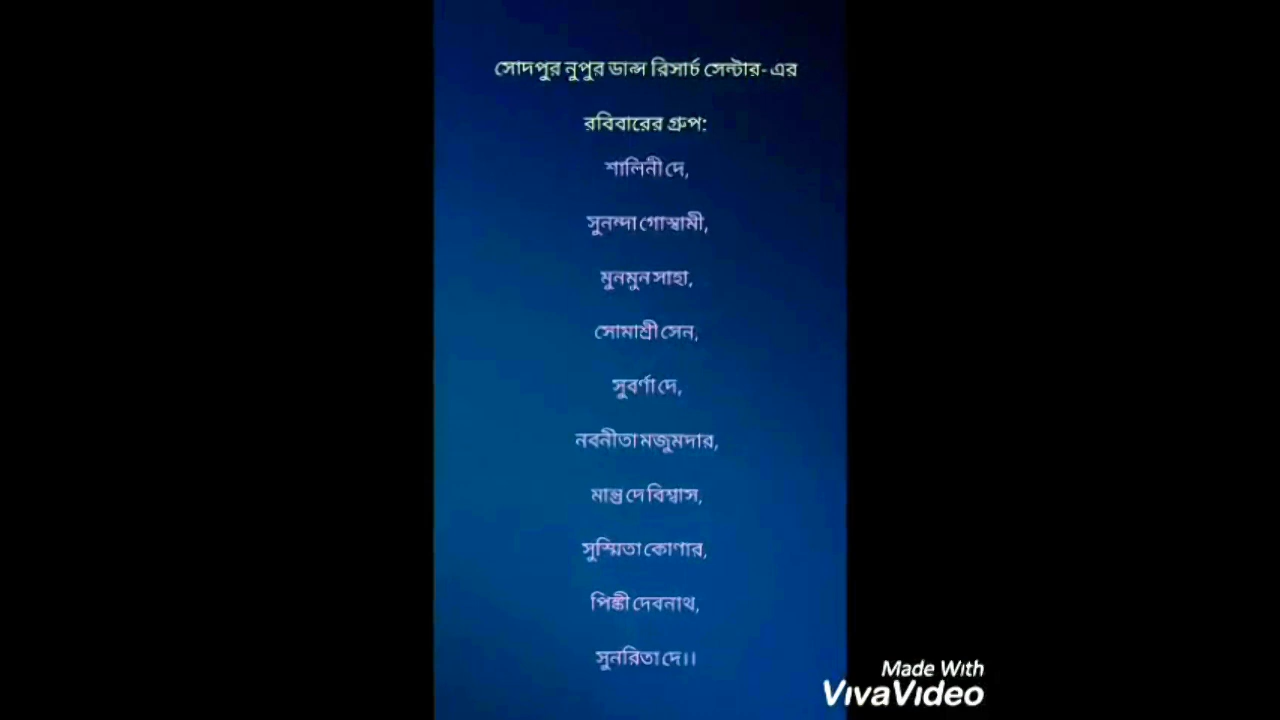 সোদপুর নুপুর ডান্স রিসার্চ সেন্টার-এর
রবিবারের গ্রুপ:
শালিনী দে,
সুনন্দা গোস্বামী,
মুনমুন সাহা,
সোমাশ্রী সেন,
সুবর্ণা দে,
নবনীতা মজুমদার,
মান্তু দে বিশ্বাস,
সুস্মিতা কোণার,
পিঙ্কী দেবনাথ,
সুনরিতা দে।।
Made With
VivaVideo